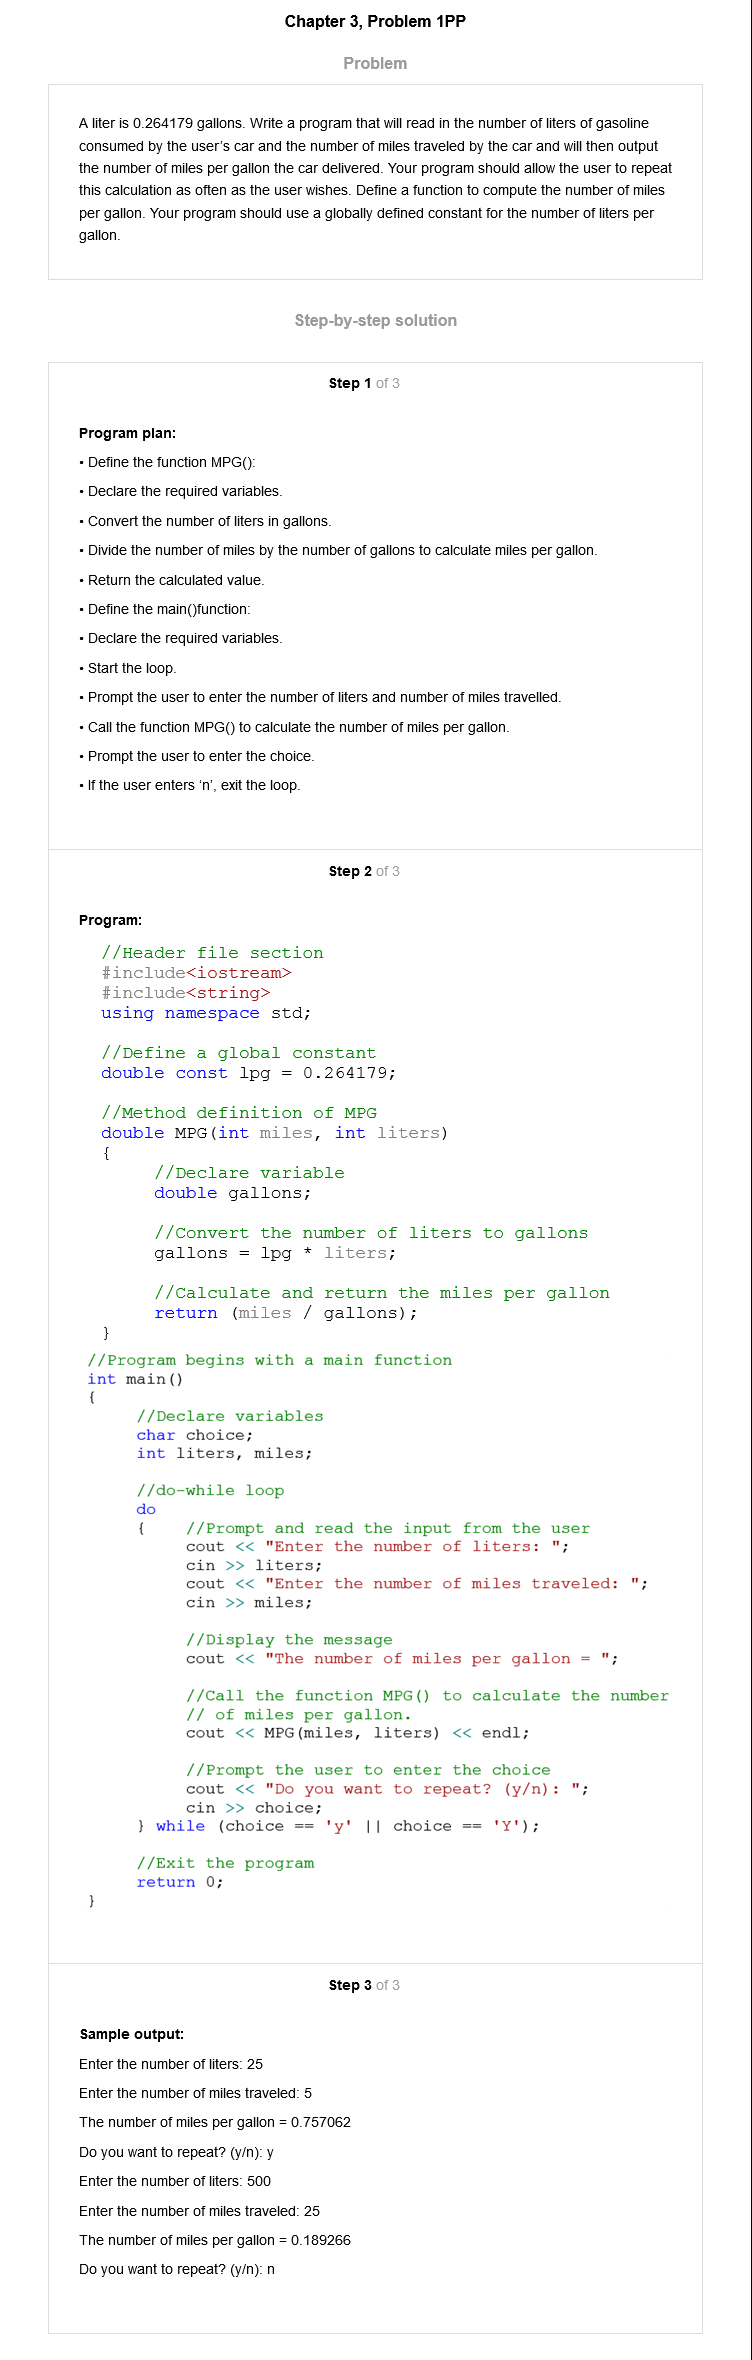 Chapter 3, Problem 1PP
Problem
A liter is 0.264179 gallons. Write a program that will read in the number of liters of gasoline
consumed by the user's car and the number of miles traveled by the car and will then output
the number of miles per gallon the car delivered. Your program should allow the user to repeat
this calculation as often as the user wishes. Define a function to compute the number of miles
per gallon. Your program should use a globally defined constant for the number of liters per
gallon.
Step-by-step solution
Step 1 of 3
Program plan:
• Define the function MPG():
• Declare the required variables.
• Convert the number of liters in gallons.
• Divide the number of miles by the number of gallons to calculate miles per gallon.
• Return the calculated value.
• Define the main()function:
• Declare the required variables.
• Start the loop.
• Prompt the user to enter the number of liters and number of miles travelled.
• Call the function MPG() to calculate the number of miles per gallon.
• Prompt the user to enter the choice.
• If the user enters ‘n’, exit the loop.
Step 2 of 3
Program:
//Header file section
#include<iostream>
#include<string>
using namespace std;
//Define a global constant
double const lpg = 0.264179;
//Method definition of MPG
double MPG(int miles, int liters)
{
//Declare variable
double gallons;
//Convert the number of liters to gallons
gallons = lpg * liters;
//Calculate and return the miles per gallon
return (miles / gallons);
}
//Program begins with a main function
int main()
{
//Declare variables
char choice;
int liters, miles;
//do-while loop
do
{ //Prompt and read the input from the user
cout << "Enter the number of liters: ";
cin >> liters;
cout << "Enter the number of miles traveled: ";
cin >> miles;
//Display the message
cout << "The number of miles per gallon = ";
//Call the function MPG() to calculate the number
// of miles per gallon.
cout << MPG(miles, liters) << endl;
//Prompt the user to enter the choice
cout << "Do you want to repeat? (y/n): ";
cin >> choice;
} while (choice == 'y' || choice == 'Y');
//Exit the program
return 0;
}
Step 3 of 3
Sample output:
Enter the number of liters: 25
Enter the number of miles traveled: 5
The number of miles per gallon = 0.757062
Do you want to repeat? (y/n): y
Enter the number of liters: 500
Enter the number of miles traveled: 25
The number of miles per gallon = 0.189266
Do you want to repeat? (y/n): n